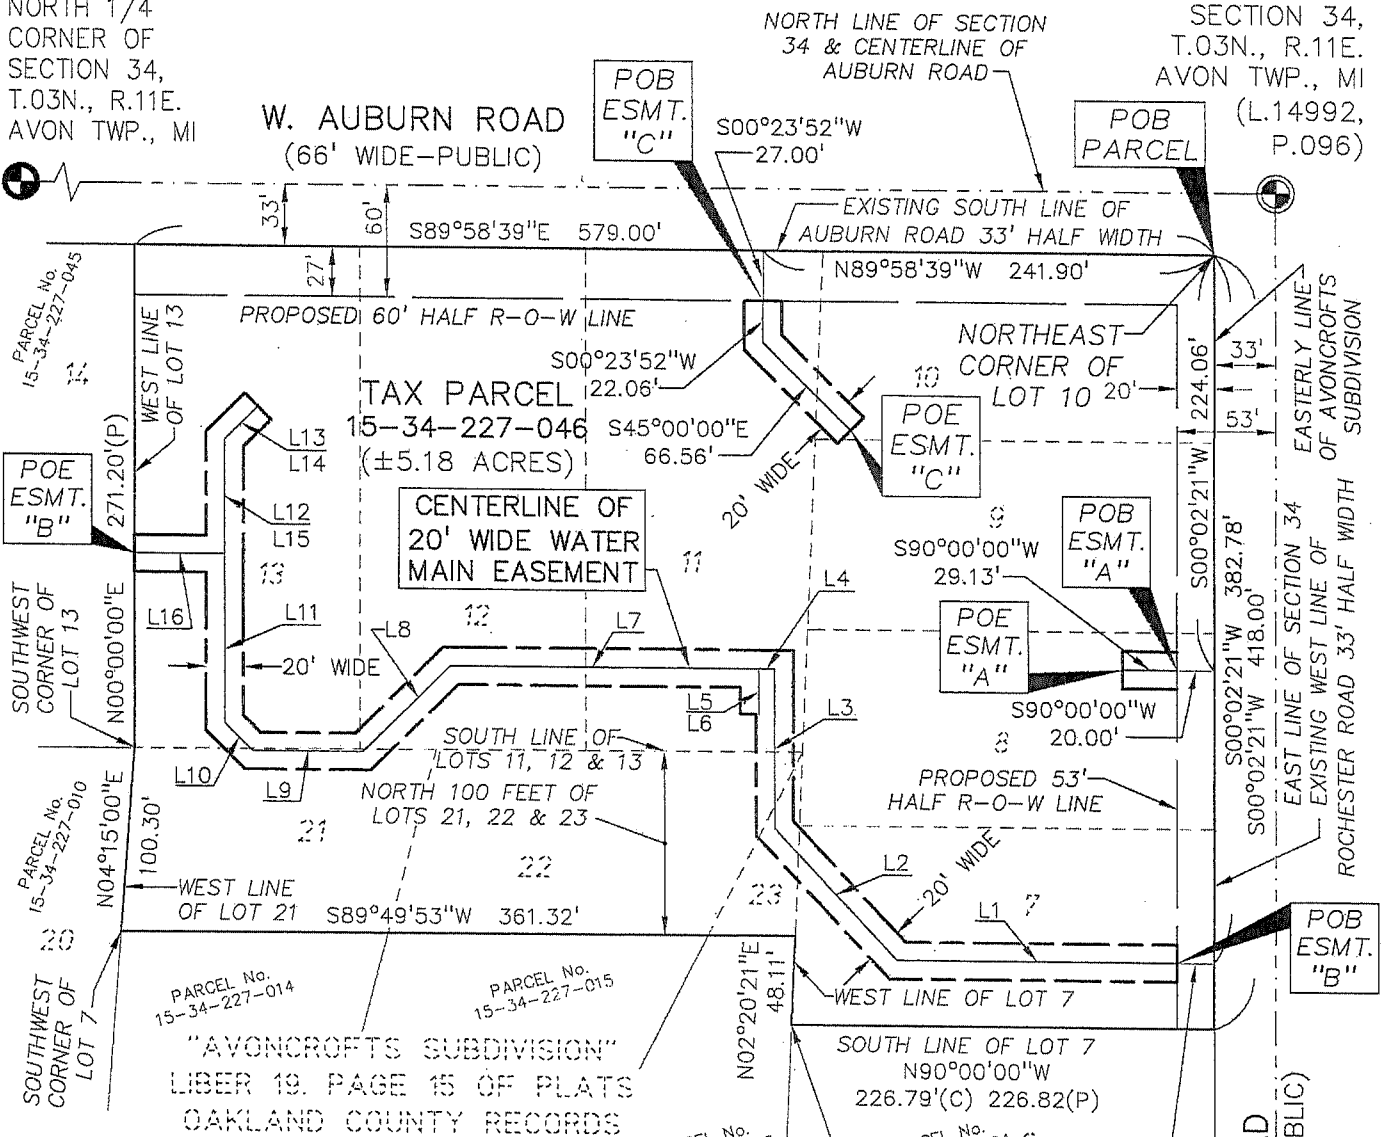 NORTH 1/4
CORNER OF
SECTION 34,
T.03N., R.11E.
AVON TWP., MI
W. AUBURN ROAD
(66' WIDE-PUBLIC)
POB
ESMT.
"C"
NORTH LINE OF SECTION
34 & CENTERLINE OF
AUBURN ROAD
SECTION 34,
T.03N., R.11E.
AVON TWP., MI
(L.14992,
P.096)
POB
PARCEL
S00°23'52"W
27.00'
33'
60'
27'
S89°58'39"E 579.00'
EXISTING SOUTH LINE OF
AUBURN ROAD 33' HALF WIDTH
N89°58'39"W 241.90'
PARCEL No.
15-34-227-045
14
WEST LINE
OF LOT 13
PROPOSED 60' HALF R-O-W LINE
S00°23'52"W
22.06'
NORTHEAST
CORNER OF
LOT 10
20'
33'
53'
224.06'
S00°02'21"W
EASTERLY LINE
OF AVONCROFTS
SUBDIVISION
TAX PARCEL
15-34-227-046
(±5.18 ACRES)
S45°00'00"E
66.56'
10
POE
ESMT.
"C"
20' WIDE
POE
ESMT.
"B"
271.20'(P)
N00°00'00"E
L13
L14
L12
L15
13
L16
L11
CENTERLINE OF
20' WIDE WATER
MAIN EASEMENT
11
9
S90°00'00"W
29.13'
POB
ESMT.
"A"
POE
ESMT.
"A"
S90°00'00"W
20.00'
S00°02'21"W 382.78'
S00°02'21"W 418.00'
EAST LINE OF SECTION 34
EXISTING WEST LINE OF
ROCHESTER ROAD 33' HALF WIDTH
SOUTHWEST
CORNER OF
LOT 13
20' WIDE
L8
12
L7
L4
L5
L6
L3
8
L10
L9
SOUTH LINE OF
LOTS 11, 12 & 13
NORTH 100 FEET OF
LOTS 21, 22 & 23
PROPOSED 53'
HALF R-O-W LINE
PARCEL No.
15-34-227-010
N04°15'00"E
100.30'
21
22
23
WEST LINE
OF LOT 21
S89°49'53"W 361.32'
L2
20' WIDE
L1
7
POB
ESMT.
"B"
20
SOUTHWEST
CORNER OF
LOT 7
PARCEL No.
15-34-227-014
PARCEL No.
15-34-227-015
N02°20'21"E
48.11'
WEST LINE OF LOT 7
"AVONCROFTS SUBDIVISION"
LIBER 19. PAGE 15 OF PLATS
OAKLAND COUNTY RECORDS
SOUTH LINE OF LOT 7
N90°00'00"W
226.79'(C) 226.82(P)